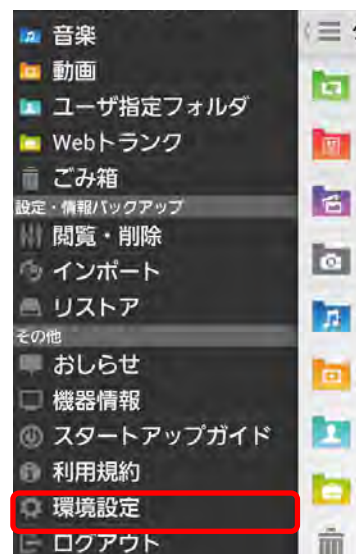 音楽
動画
ユーザ指定フォルダ
Webトランク
ごみ箱
設定・情報バックアップ
閲覧・削除
インポート
リストア
その他
おしらせ
機器情報
スタートアップガイド
利用規約
環境設定
ログアウト